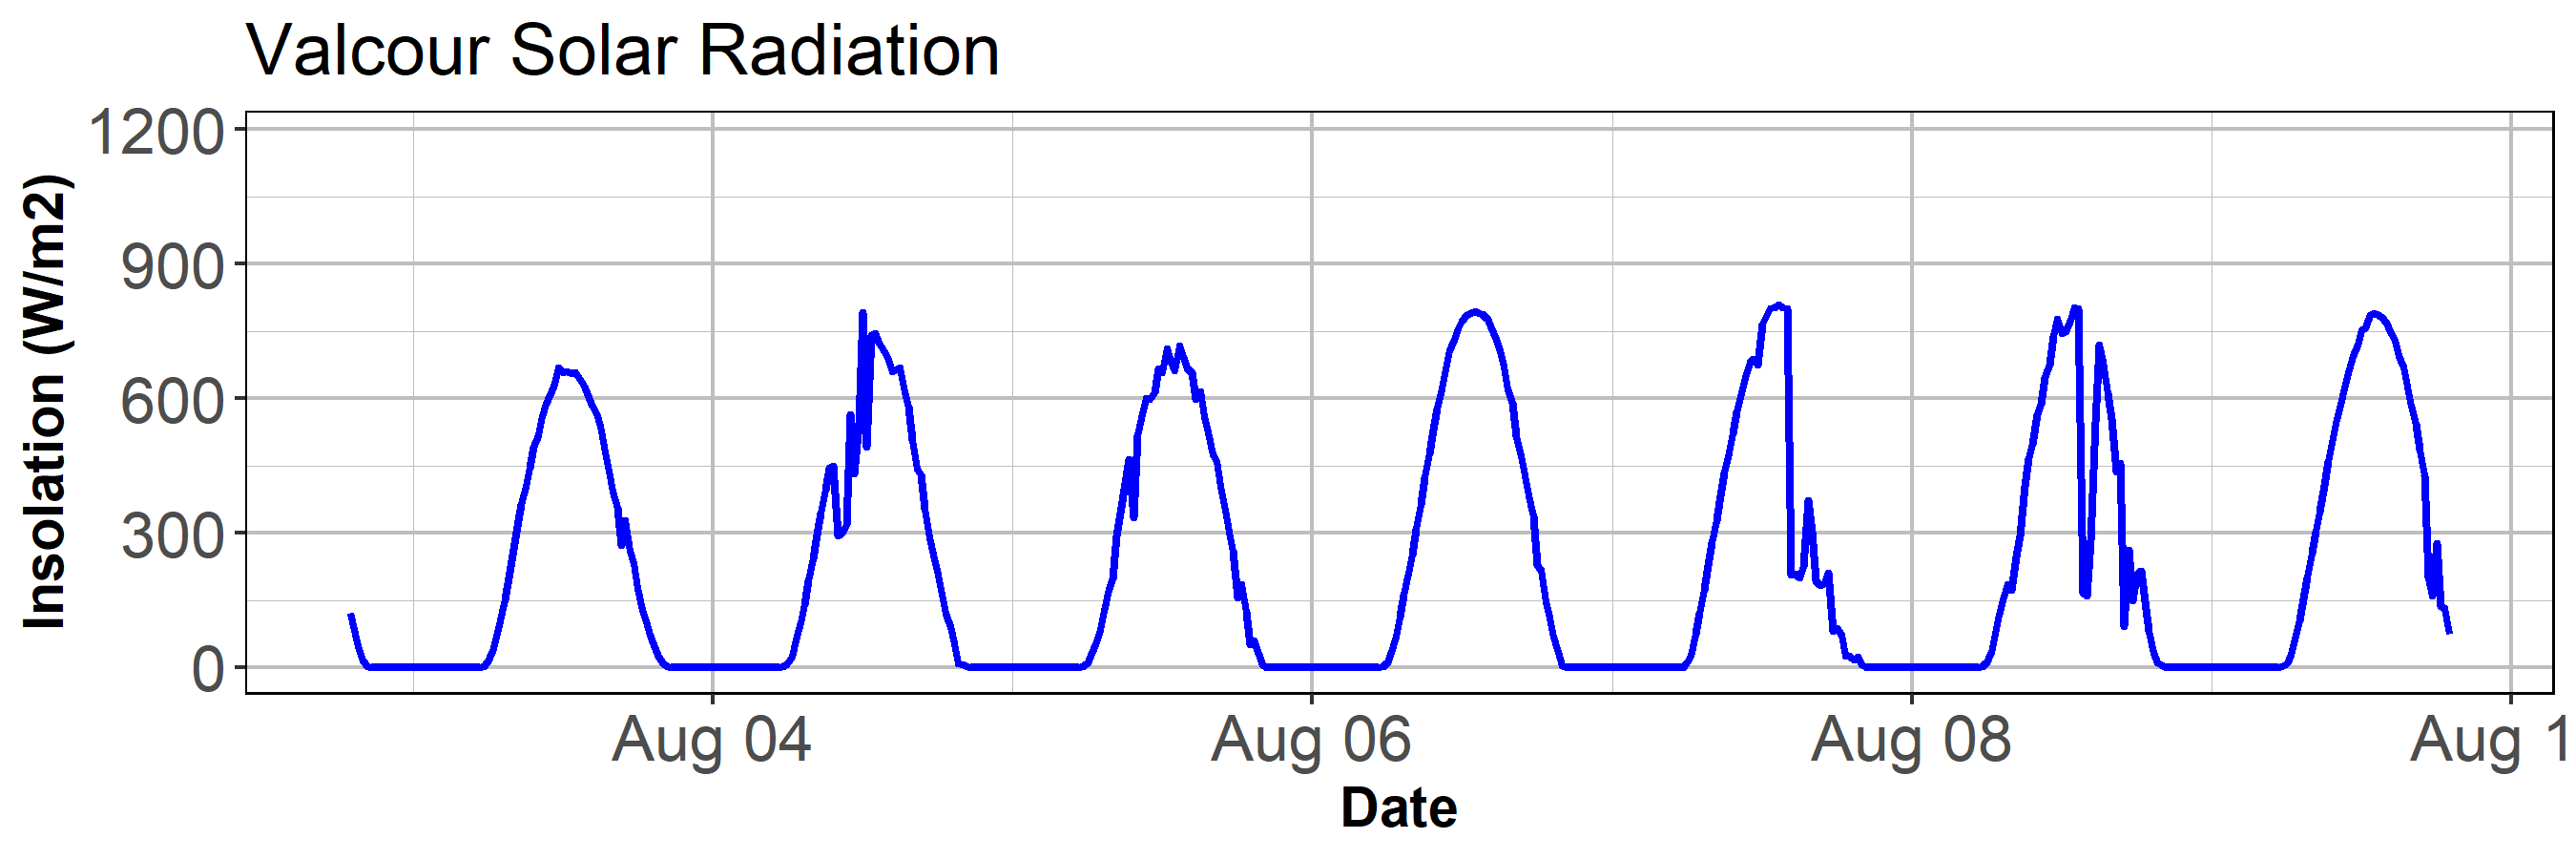 Valcour Solar Radiation
1200
900
600
300
0
Insolation (W/m2)
Aug 04
Aug 06
Aug 08
Aug 1
Date